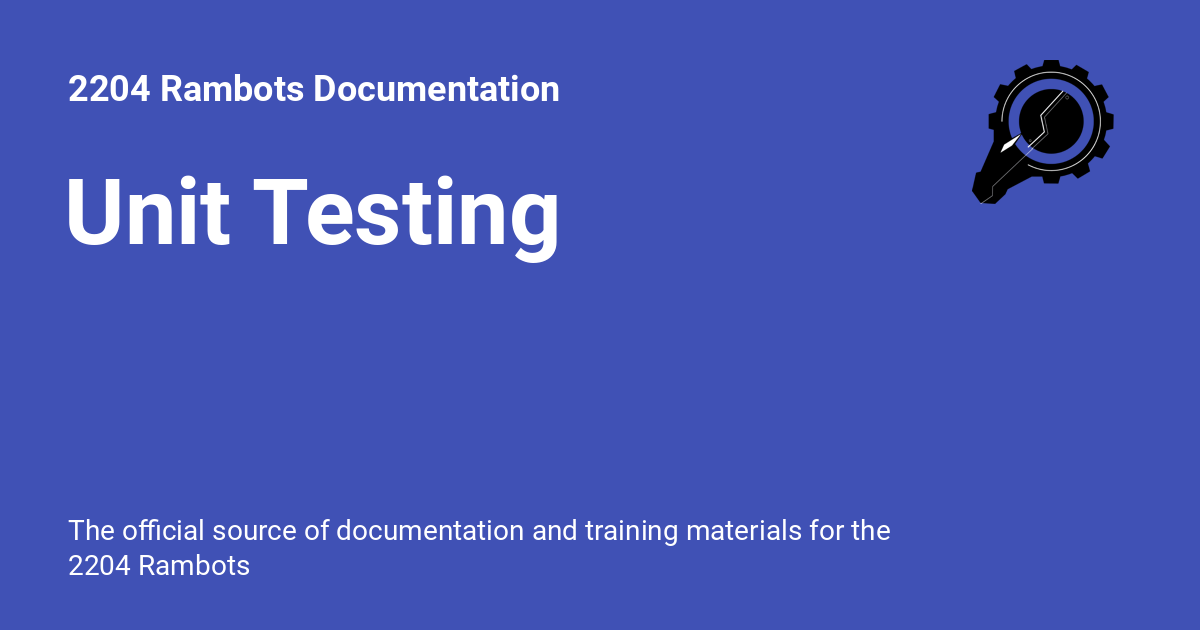 2204 Rambots Documentation
Unit Testing
The official source of documentation and training materials for the
2204 Rambots